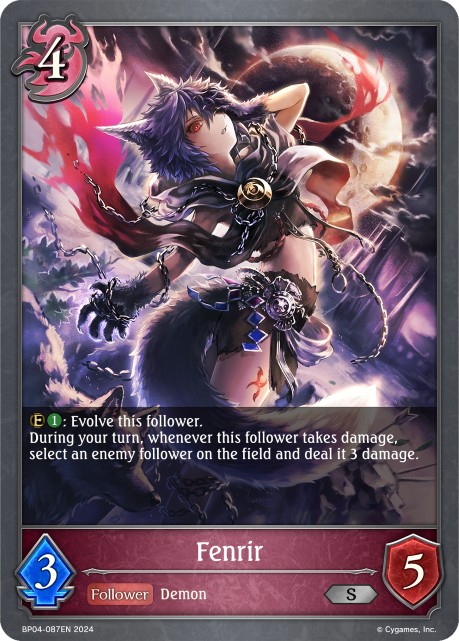 4
E 1: Evolve this follower.
During your turn, whenever this follower takes damage,
select an enemy follower on the field and deal it 3 damage.
Fenrir
3
Follower Demon
S
5
BP04-087EN 2024
© Cygames, Inc.